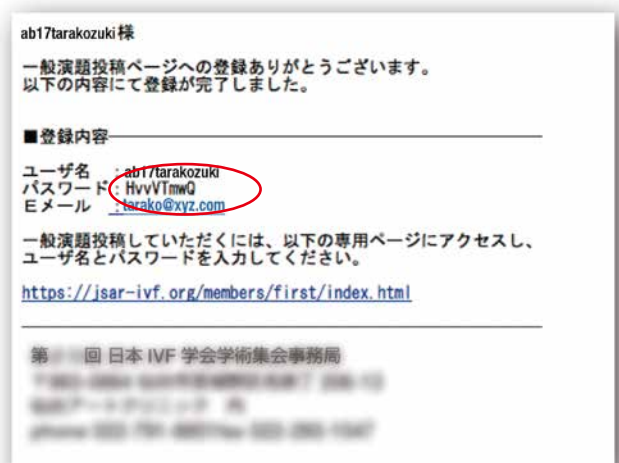 ab17tarakozuki 様
一般演題投稿ページへの登録ありがとうございます。
以下の内容にて登録が完了しました。
■登録内容
ユーザ名 : ab17tarakozuki
パスワード : HvvVTmwQ
Eメール : tarako@xyz.com
一般演題投稿していただくには、以下の専用ページにアクセスし、
ユーザ名とパスワードを入力してください。
https://jsar-ivf.org/members/first/index.html
第 回 日本 IVF 学会学術集会事務局